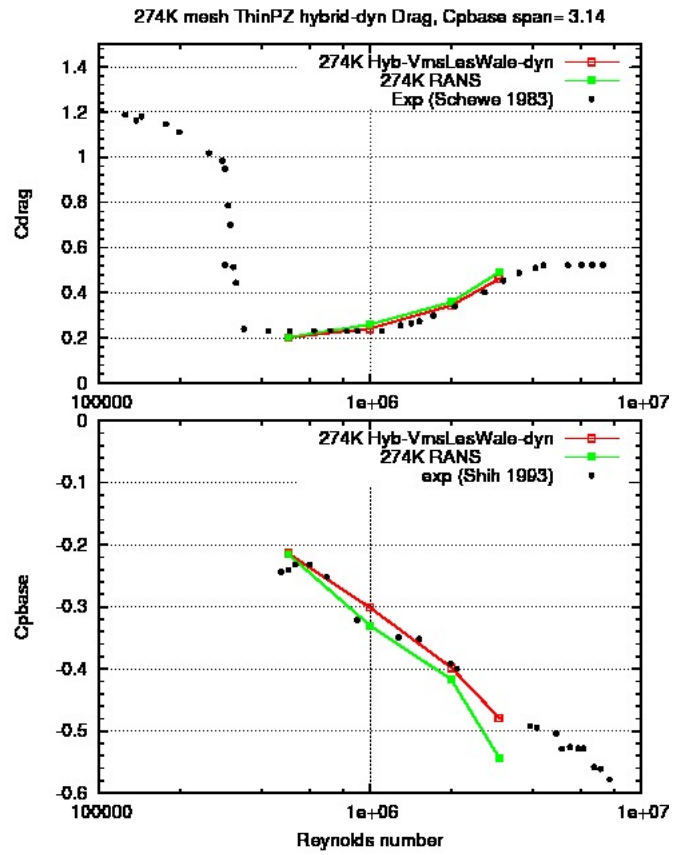 274K mesh ThinPZ hybrid-dyn Drag, Cpbase span= 3.14
1.4
1.2
1
0.8
0.6
0.4
0.2
0
Cdrag
274K Hyb-VmsLesWale-dyn
274K RANS
Exp (Schewe 1983)
100000
1e+06
1e+07
0
-0.1
-0.2
-0.3
-0.4
-0.5
-0.6
Cpbase
274K Hyb-VmsLesWale-dyn
274K RANS
exp (Shih 1993)
100000
1e+06
1e+07
Reynolds number